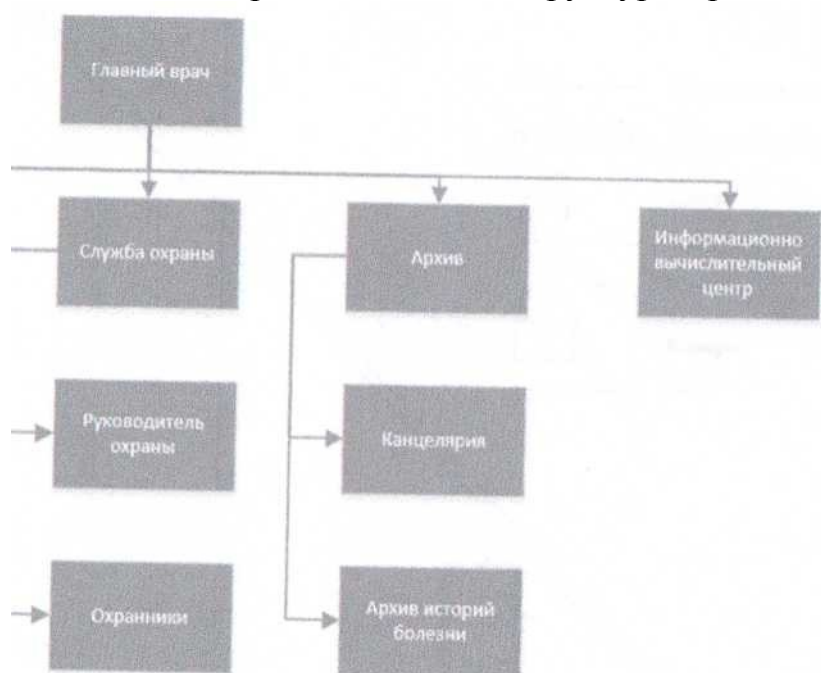 Главный врач
Служба охраны
Архив
Информационно
вычислительный
центр
Руководитель
охраны
Канцелярия
Охранники
Архив историй
болезни